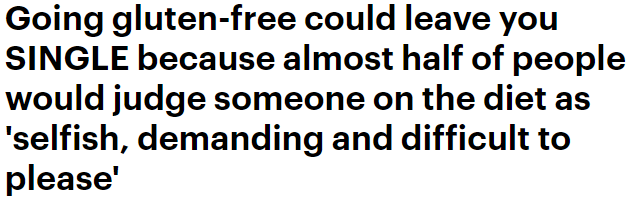 Going gluten-free could leave you
SINGLE because almost half of people
would judge someone on the diet as
'selfish, demanding and difficult to
please'